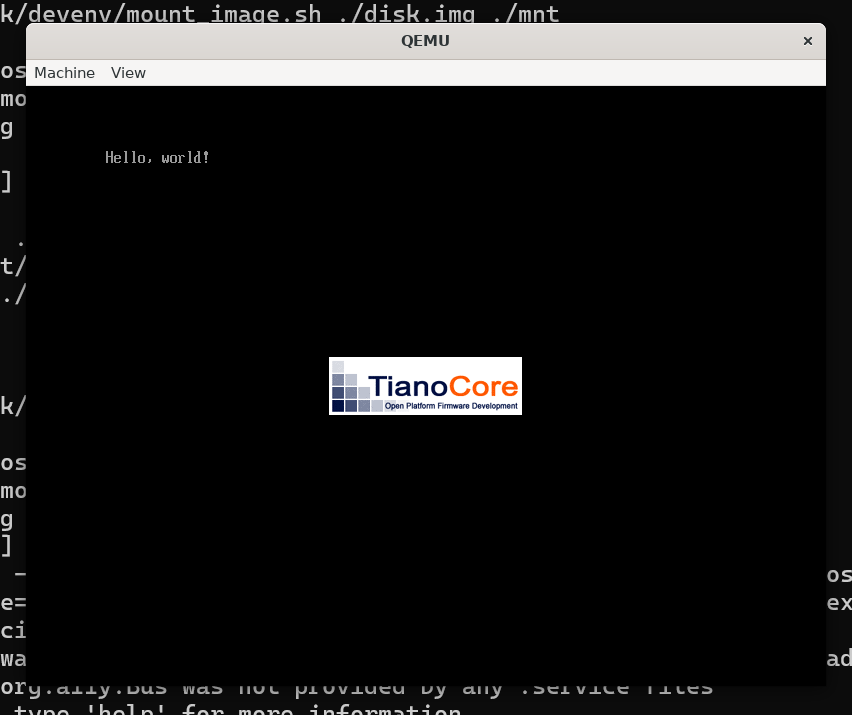 k/devenv/mount_image.sh ./disk.img ./mnt
QEMU
Machine View
os
mo
g
Hello, world!
]
.
t/
./
TianoCore
Open Platform Firmware Development
k/
os
mo
g
]
- os
e= ex
ci
wa ad
org.a11y.Bus was not provided by any .service files
type 'help' for more information